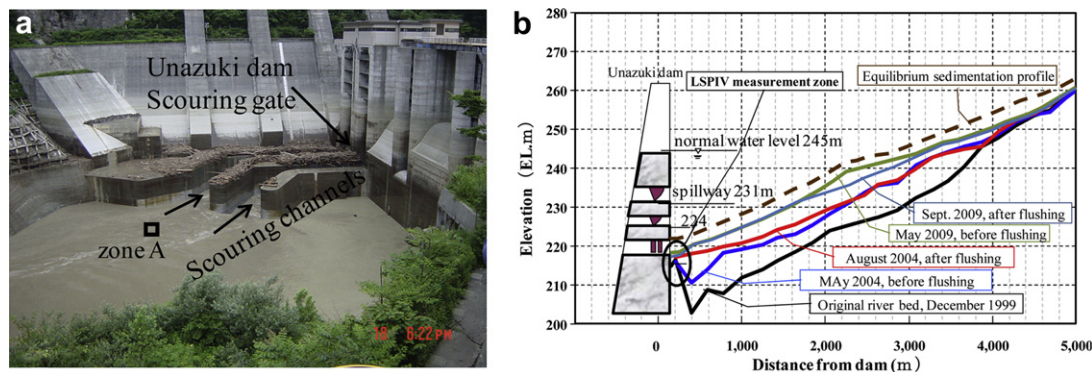 a
Unazuki dam
Scouring gate
zone A
Scouring channels
18 6:22 PM
b
280
270
260
250
240
230
220
210
200
Elevation (EL.m)
Unazuki dam
LSPIV measurement zone
Equilibrium sedimentation profile
normal water level 245m
spillway 231m
224
Sept. 2009, after flushing
May 2009, before flushing
August 2004, after flushing
MAy 2004, before flushing
Original river bed, December 1999
0 1,000 2,000 3,000 4,000 5,000
Distance from dam (m)